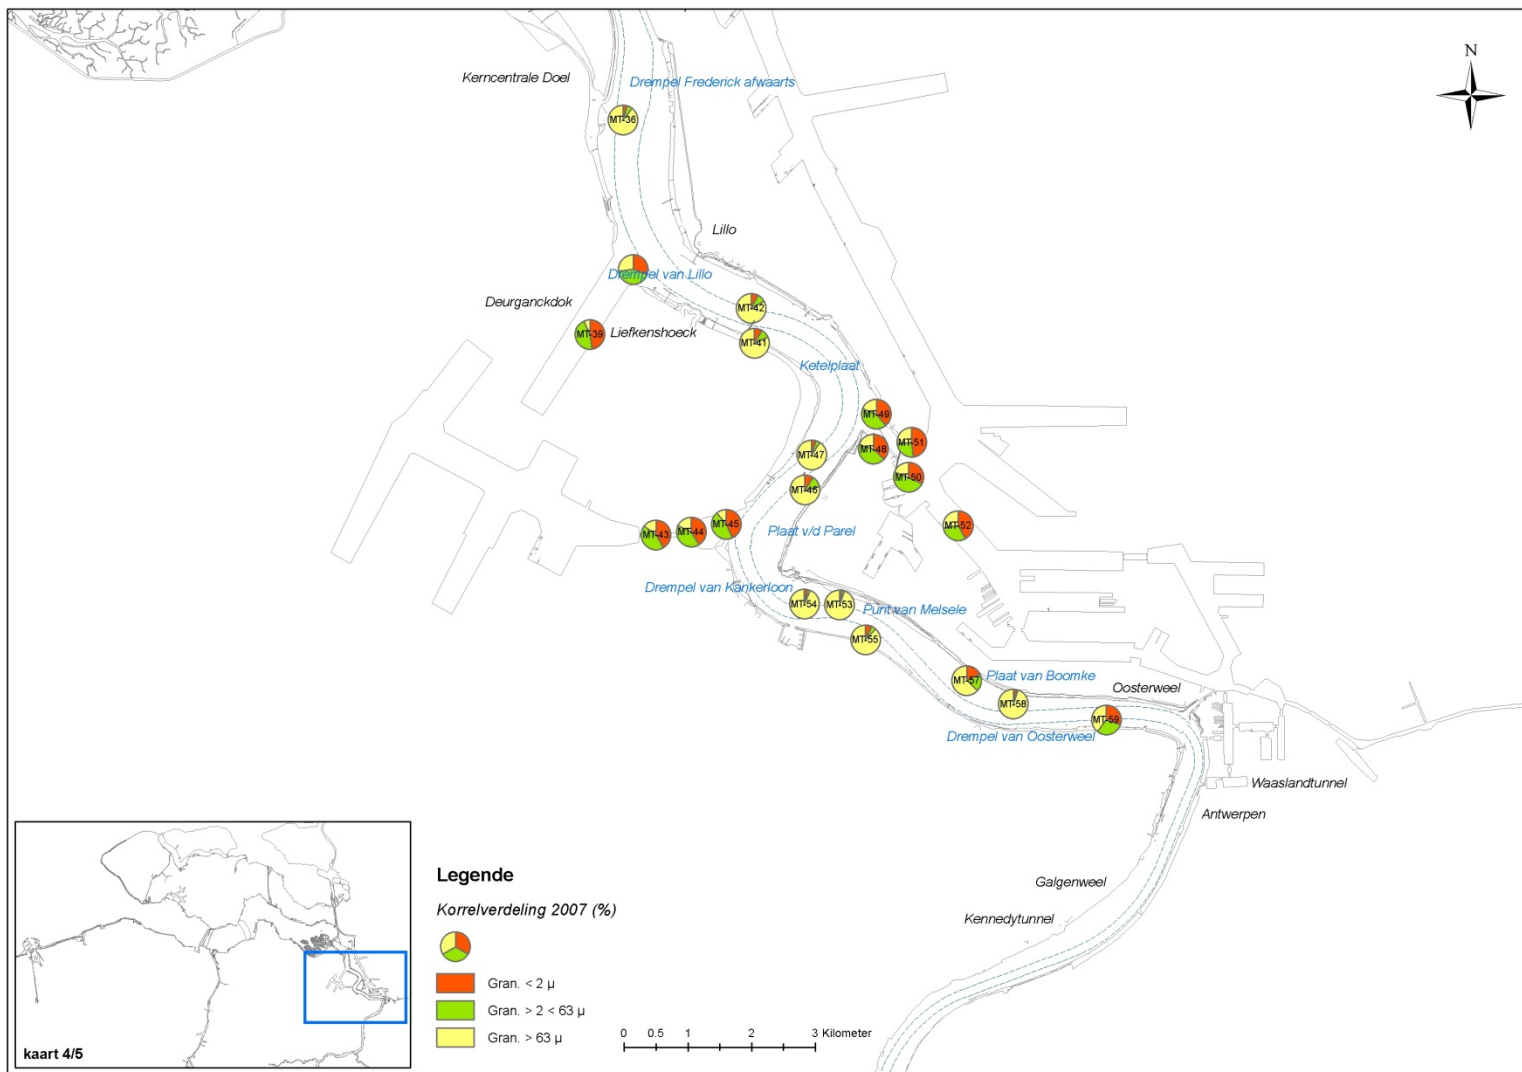 N
Kerncentrale Doel
Drempel Frederick afwaarts
MT-36
Lillo
Drempel van Lillo
Deurganckdok
MT-42
MT-39
Liefkenshoeck
MT-41
Ketelplaat
MT-49
MT-51
MT-48
MT-47
MT-50
MT-46
MT-45
MT-52
MT-44
MT-43
Plaat v/d Parel
Drempel van Kankerloon
MT-54
MT-53
Punt van Melsele
MT-55
MT-57
Plaat van Boomke
Oosterweel
MT-58
MT-59
Drempel van Oosterweel
Waaslandtunnel
Antwerpen
Galgenweel
Kennedytunnel
Legende
Korrelverdeling 2007 (%)
Gran. < 2 µ
Gran. > 2 < 63 µ
Gran. > 63 µ
0 0.5 1 2 3 Kilometer
kaart 4/5